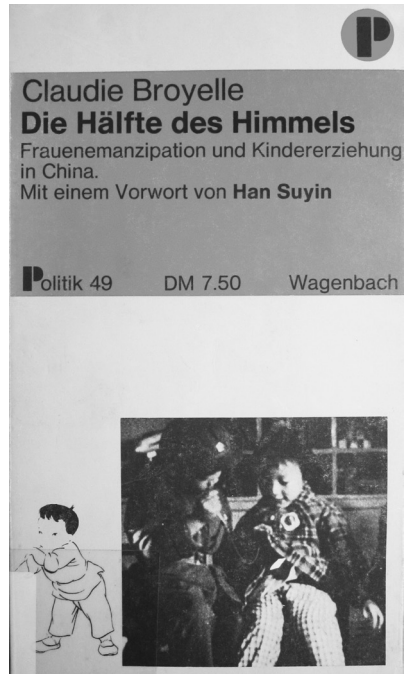 P
Claudie Broyelle
Die Hälfte des Himmels
Frauenemanzipation und Kindererziehung
in China.
Mit einem Vorwort von Han Suyin
Politik 49 DM 7.50 Wagenbach